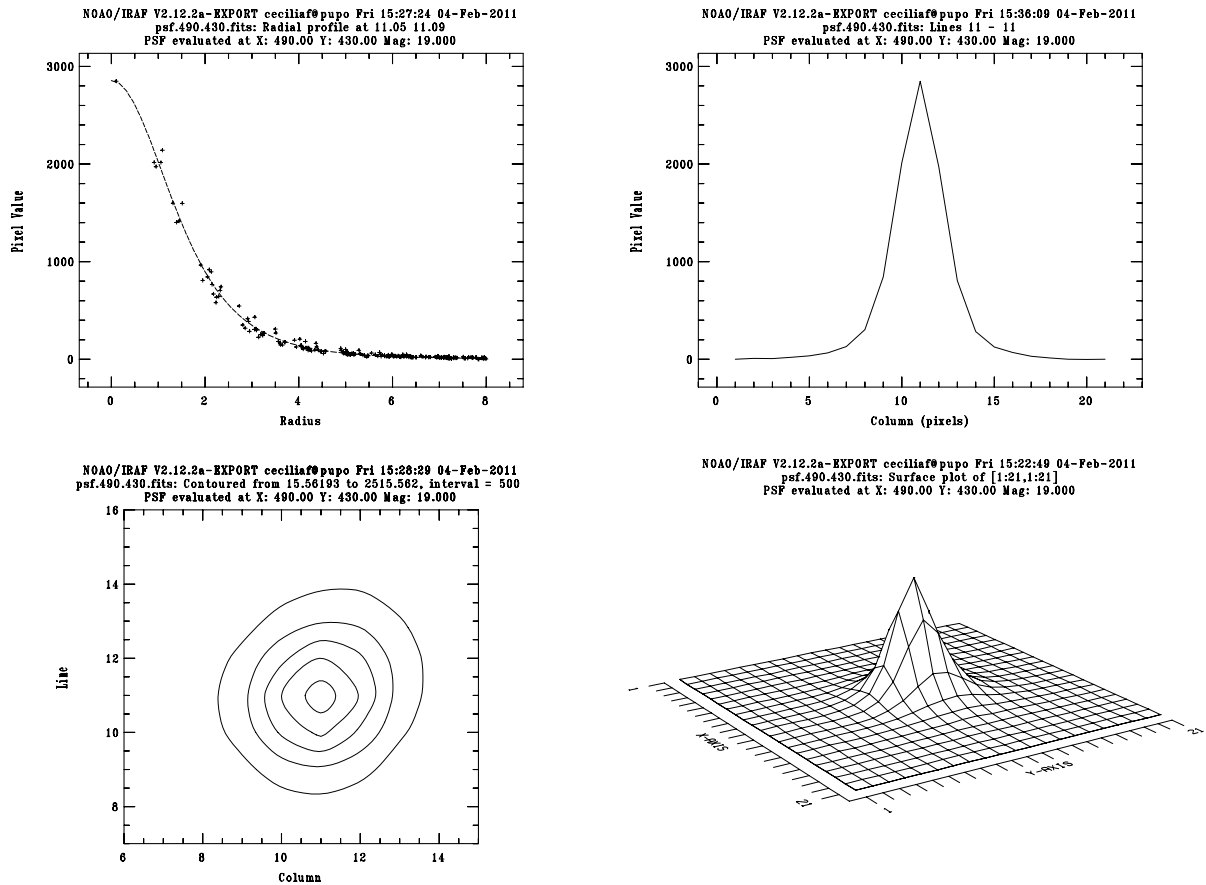 NOAO/IRAF V2.12.2a-EXPORT ceciliaf@pupo Fri 15:27:24 04-Feb-2011
psf.490.430.fits: Radial profile at 11.05 11.09
PSF evaluated at X: 490.00 Y: 430.00 Mag: 19.000
3000
2000
1000
0
Pixel Value
0 2 4 6 8
Radius
NOAO/IRAF V2.12.2a-EXPORT ceciliaf@pupo Fri 15:36:09 04-Feb-2011
psf.490.430.fits: Lines 11 - 11
PSF evaluated at X: 490.00 Y: 430.00 Mag: 19.000
3000
2000
1000
0
Pixel Value
0 5 10 15 20
Column (pixels)
NOAO/IRAF V2.12.2a-EXPORT ceciliaf@pupo Fri 15:28:29 04-Feb-2011
psf.490.430.fits: Contoured from 15.56193 to 2515.562, interval = 500
PSF evaluated at X: 490.00 Y: 430.00 Mag: 19.000
16
14
12
10
8
Line
6 8 10 12 14
Column
NOAO/IRAF V2.12.2a-EXPORT ceciliaf@pupo Fri 15:22:49 04-Feb-2011
psf.490.430.fits: Surface plot of [1:21,1:21]
PSF evaluated at X: 490.00 Y: 430.00 Mag: 19.000
1
X-AXIS
21
1
Y-AXIS
21